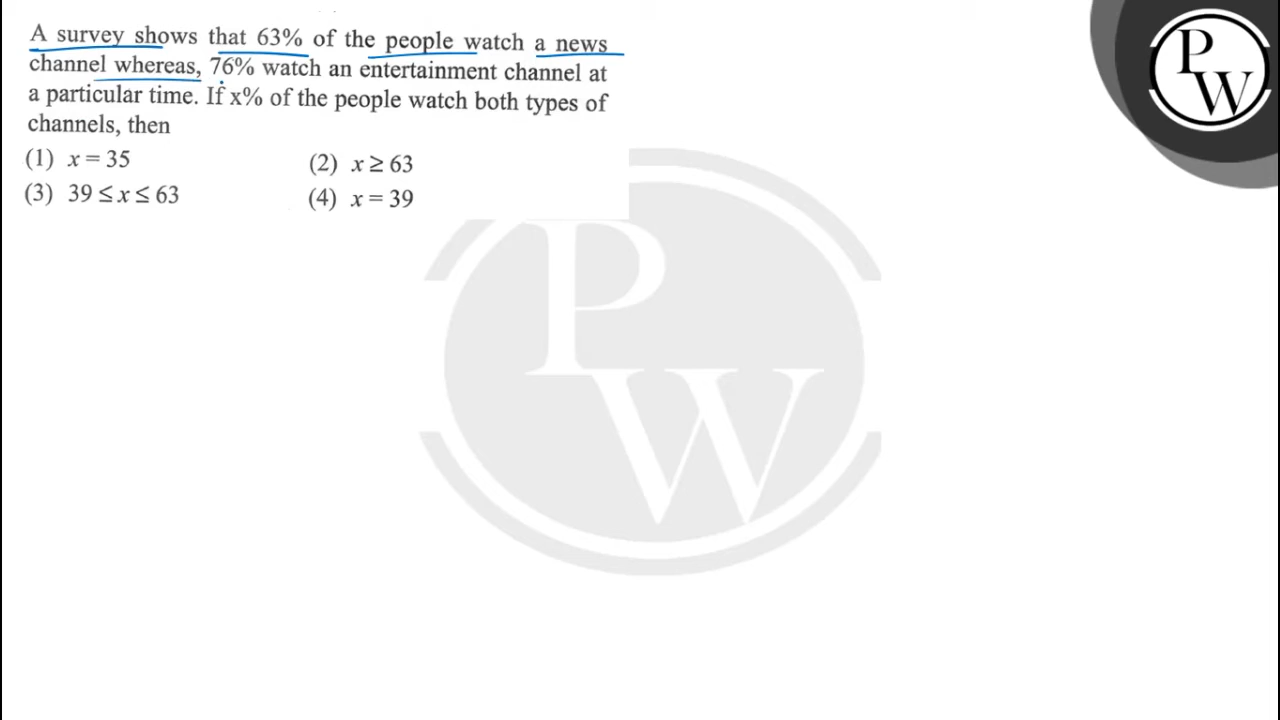 A survey shows that 63% of the people watch a news
channel whereas, 76% watch an entertainment channel at
a particular time. If x% of the people watch both types of
channels, then
(1) x = 35
(2) x ≥ 63
(3) 39 ≤ x ≤ 63
(4) x = 39
P
W
P
W